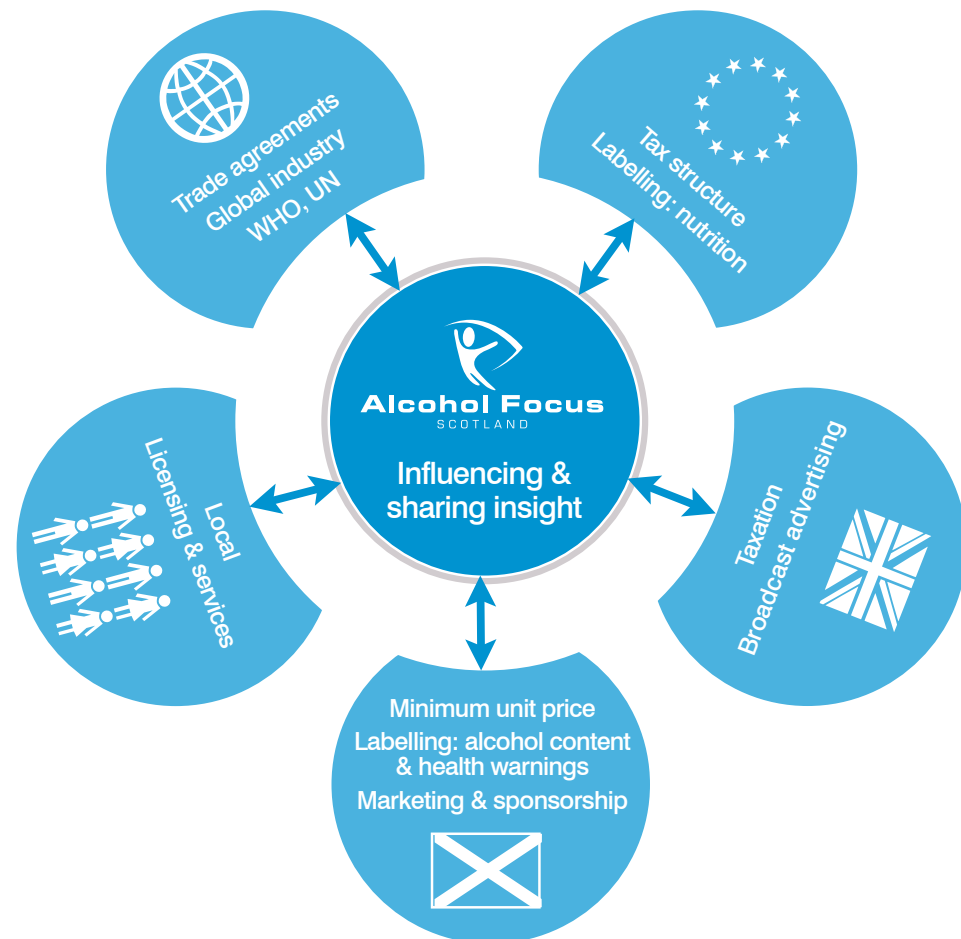 Trade agreements
Global industry
WHO, UN
Tax structure
Labelling: nutrition
Alcohol Focus
SCOTLAND
Influencing &
sharing insight
Local
Licensing & services
Taxation
Broadcast advertising
Minimum unit price
Labelling: alcohol content
& health warnings
Marketing & sponsorship